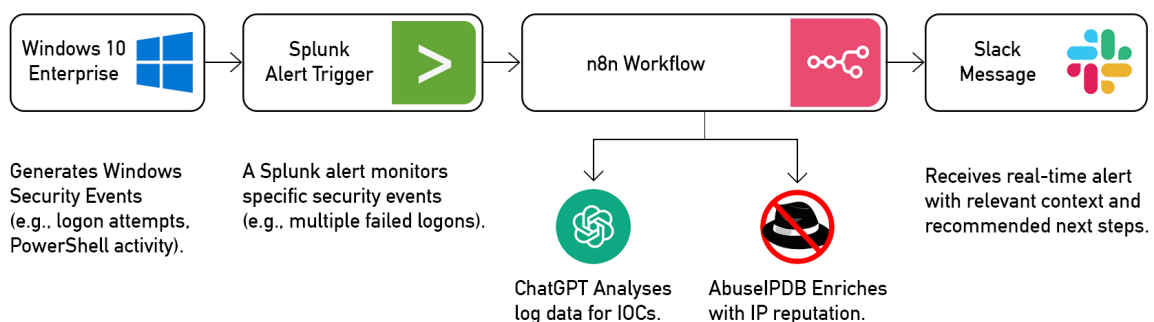 Windows 10
Enterprise
Splunk
Alert Trigger
>
n8n Workflow
Slack
Message
Generates Windows
Security Events
(e.g., logon attempts,
PowerShell activity).
A Splunk alert monitors
specific security events
(e.g., multiple failed logons).
Receives real-time alert
with relevant context and
recommended next steps.
ChatGPT Analyses
log data for IOCs.
AbuseIPDB Enriches
with IP reputation.